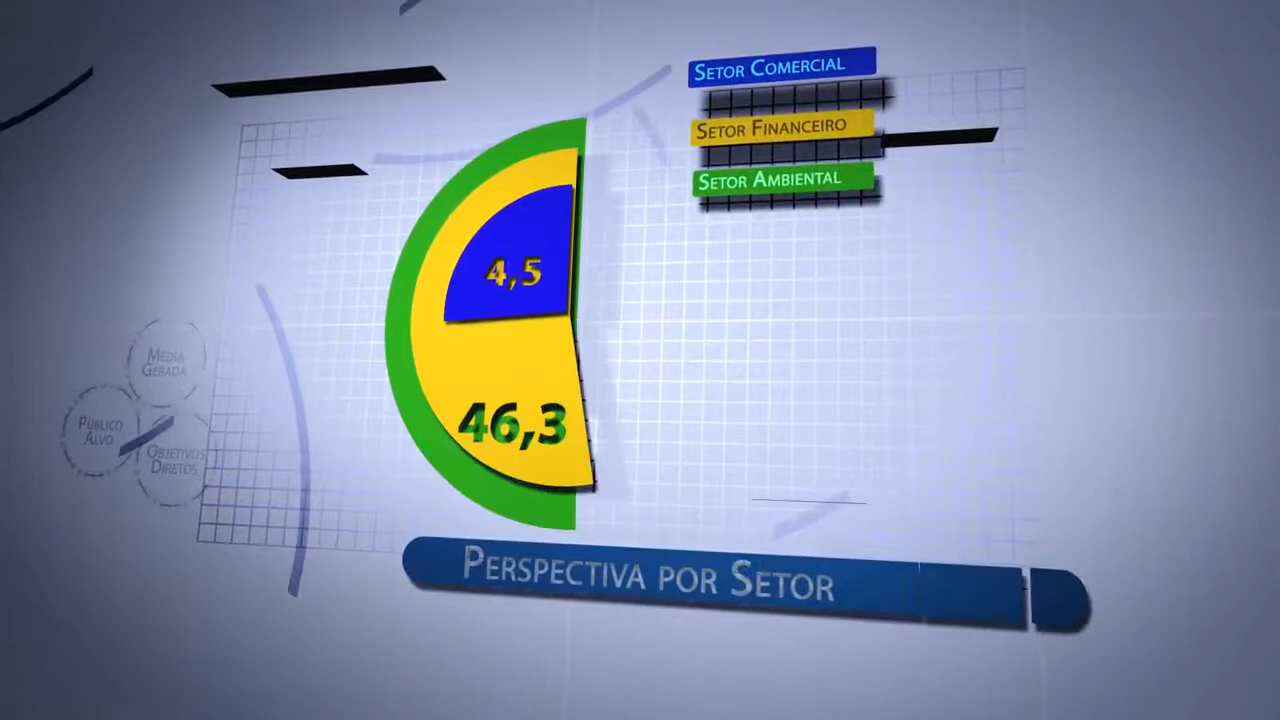 Setor Comercial
Setor Financeiro
Setor Ambiental
4,5
46,3
Média
Gerada
Público
Alvo
Objetivos
Diretos
Perspectiva por Setor